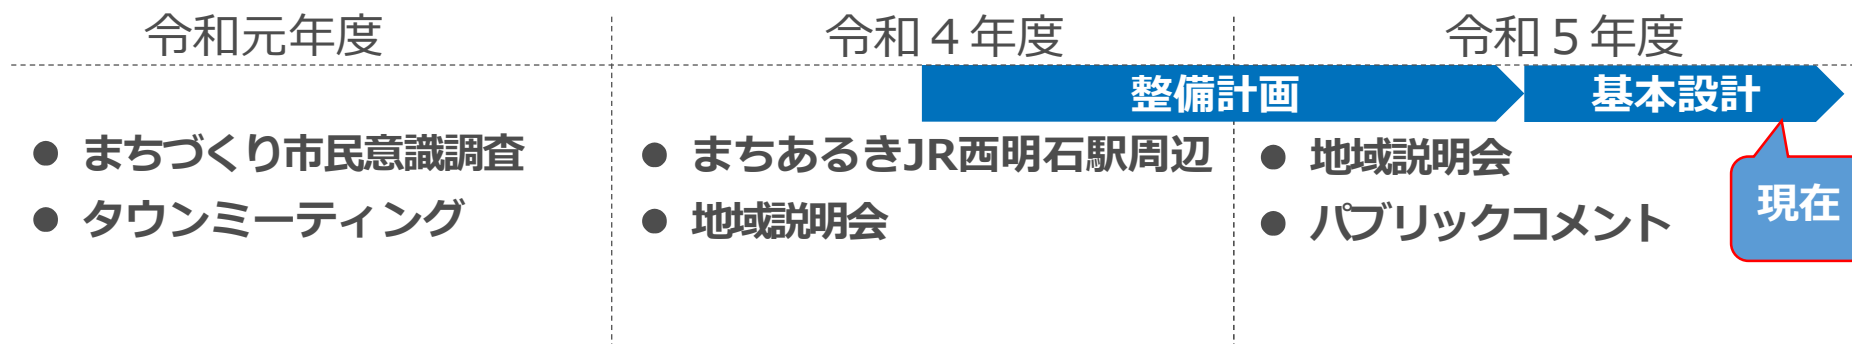 令和元年度
令和４年度
令和５年度
整備計画
基本設計
● まちづくり市民意識調査
● タウンミーティング
● まちあるきJR西明石駅周辺
● 地域説明会
● 地域説明会
● パブリックコメント
現在